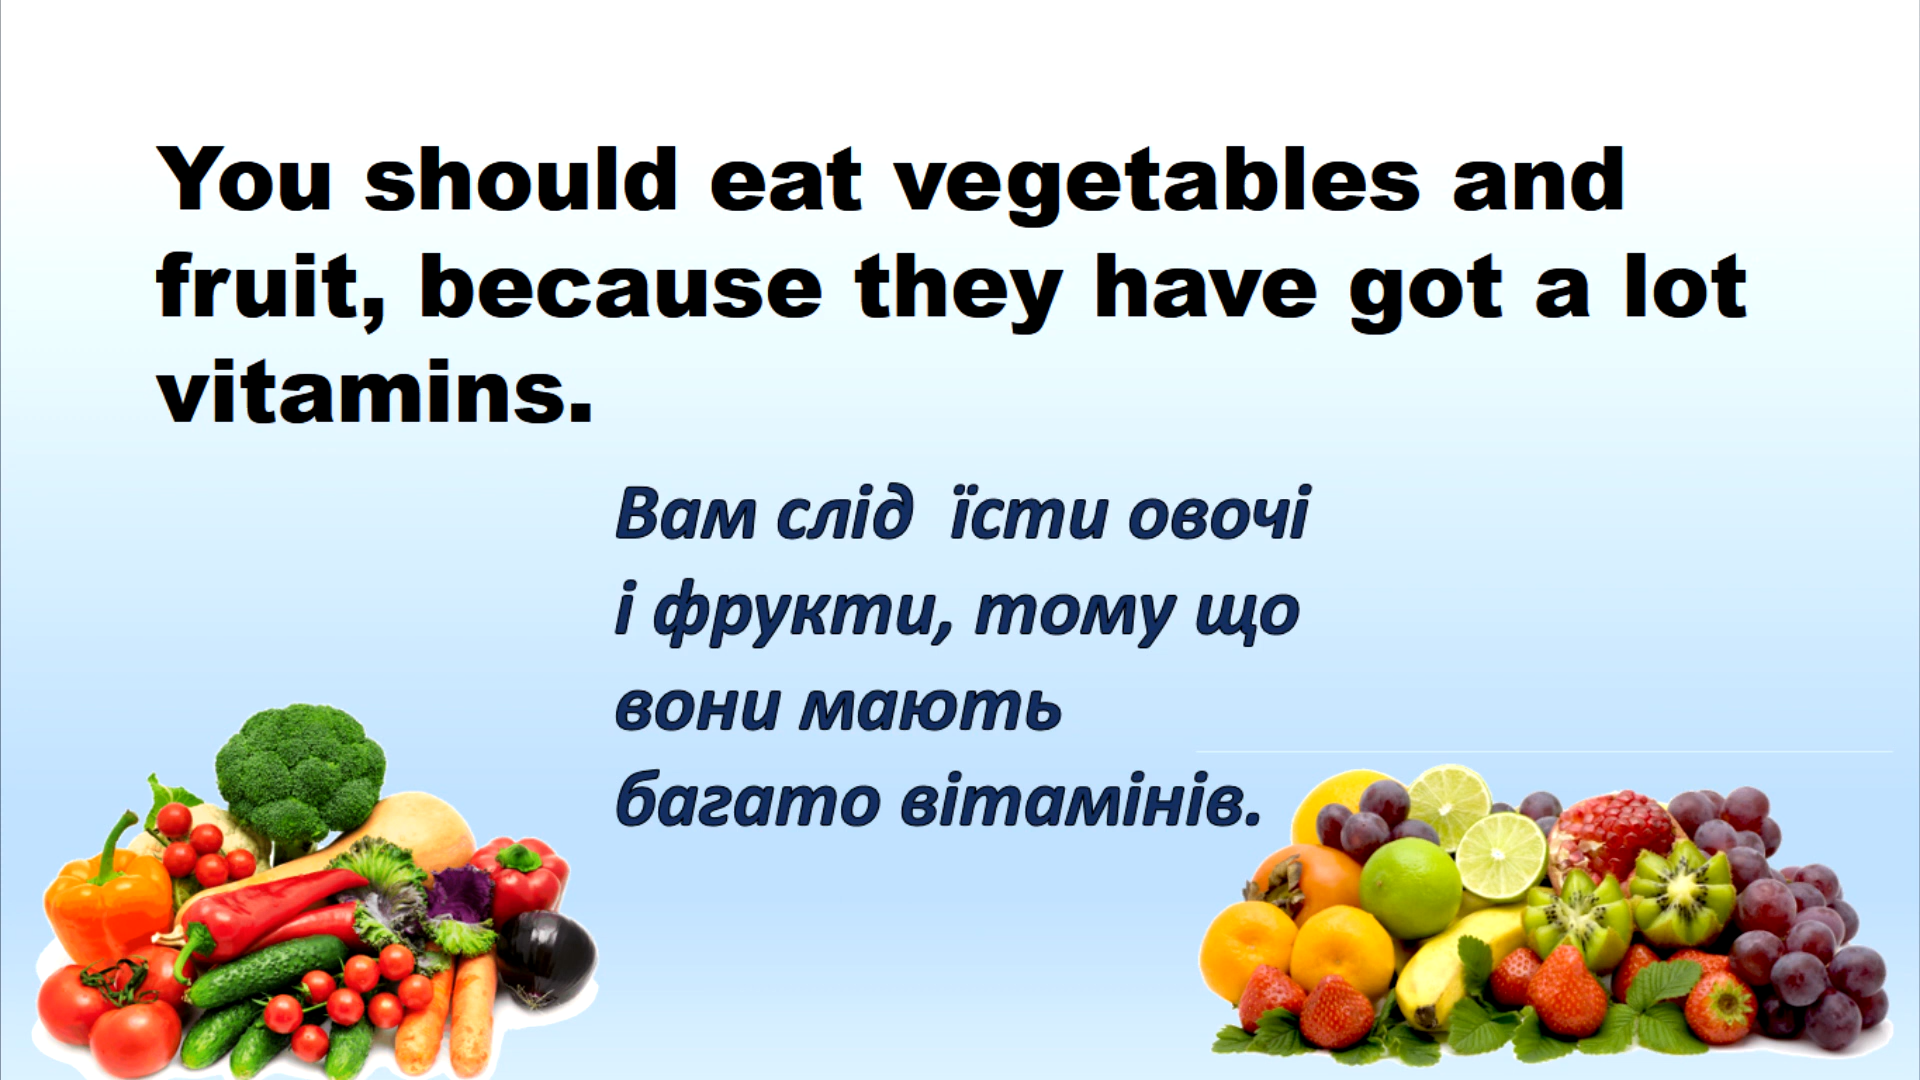 You should eat vegetables and
fruit, because they have got a lot
vitamins.
Вам слід їсти овочі
і фрукти, тому що
вони мають
багато вітамінів.